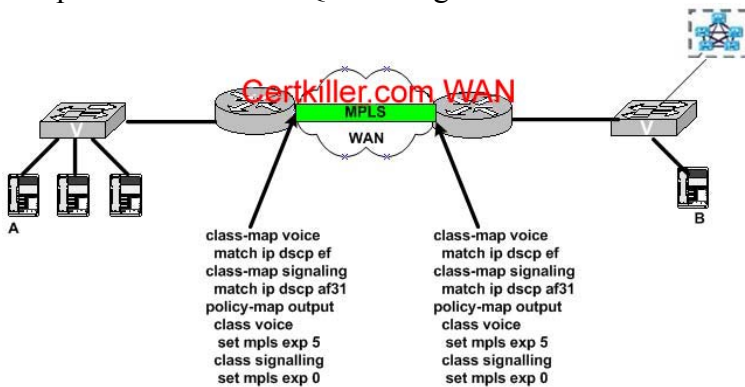 Certkiller.com WAN
MPLS
WAN
V
V
A
B
class-map voice
match ip dscp ef
class-map signaling
match ip dscp af31
policy-map output
class voice
set mpls exp 5
class signalling
set mpls exp 0
class-map voice
match ip dscp ef
class-map signaling
match ip dscp af31
policy-map output
class voice
set mpls exp 5
class signalling
set mpls exp 0